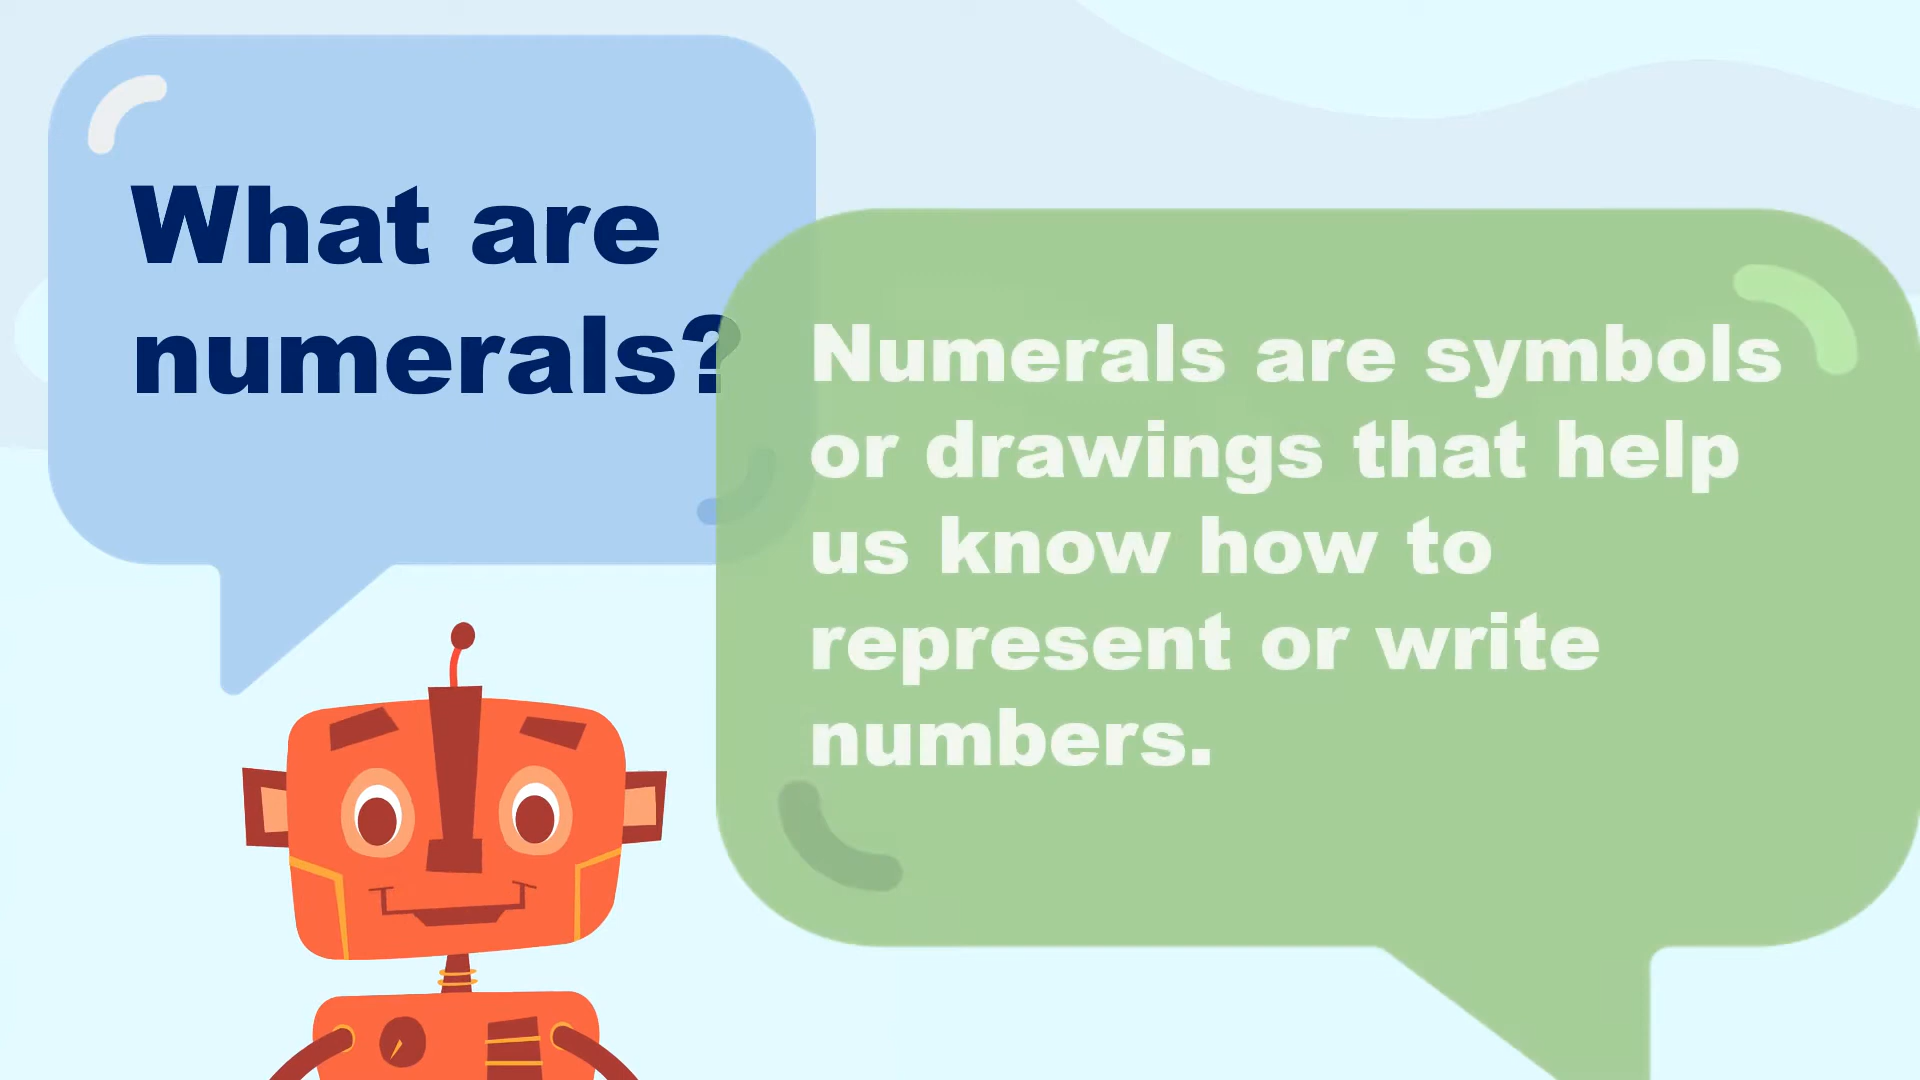 What are
numerals?
Numerals are symbols
or drawings that help
us know how to
represent or write
numbers.